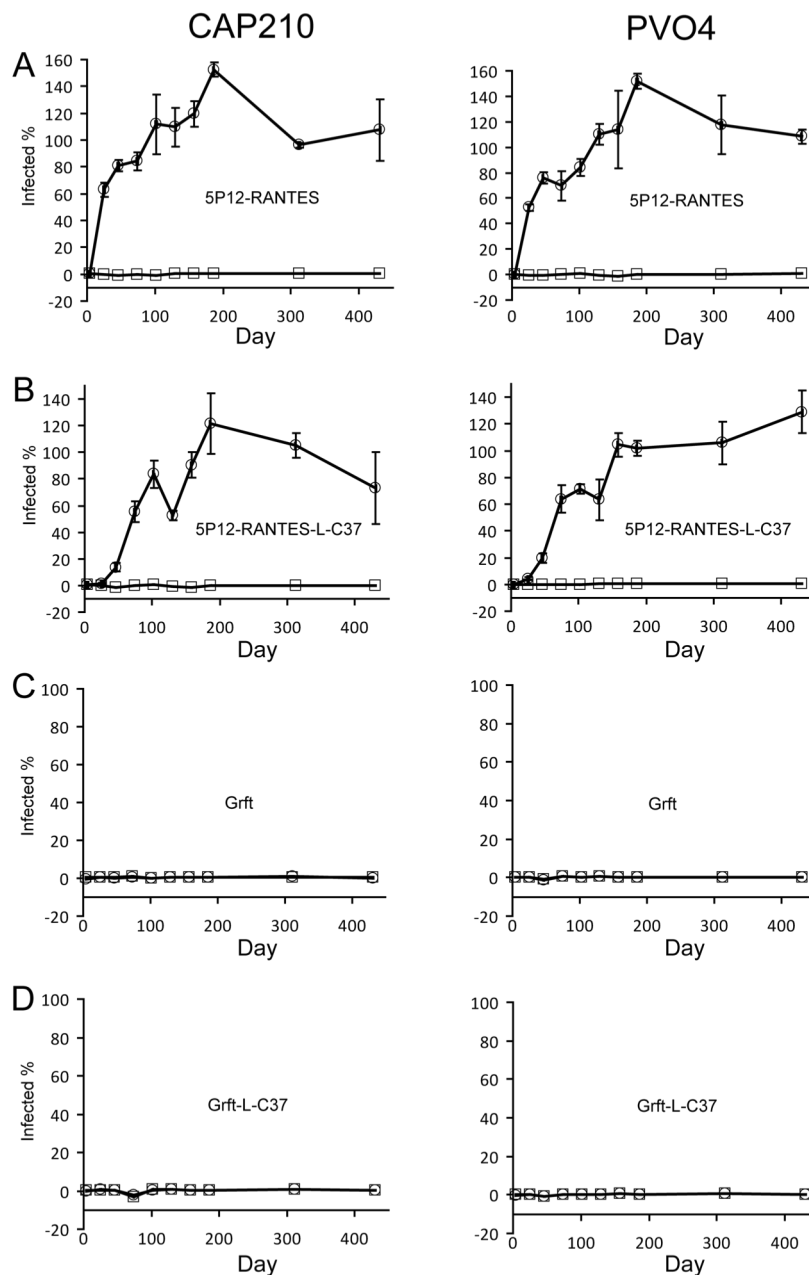 CAP210 PVO4
A
160 160
140 140
120 120
100 100
80 80
60 60
40 40
20 20
0 0
-20 -20
Infected %
5P12-RANTES 5P12-RANTES
0 100 200 300 400 0 100 200 300 400
Day Day
B
140 140
120 120
100 100
80 80
60 60
40 40
20 20
0 0
-20 -20
Infected %
5P12-RANTES-L-C37 5P12-RANTES-L-C37
0 100 200 300 400 0 100 200 300 400
Day Day
C
100 100
80 80
60 60
40 40
20 20
0 0
-20 -20
Infected %
Grft Grft
0 100 200 300 400 0 100 200 300 400
Day Day
D
100 100
80 80
60 60
40 40
20 20
0 0
-20 -20
Infected %
Grft-L-C37 Grft-L-C37
0 100 200 300 400 0 100 200 300 400
Day Day